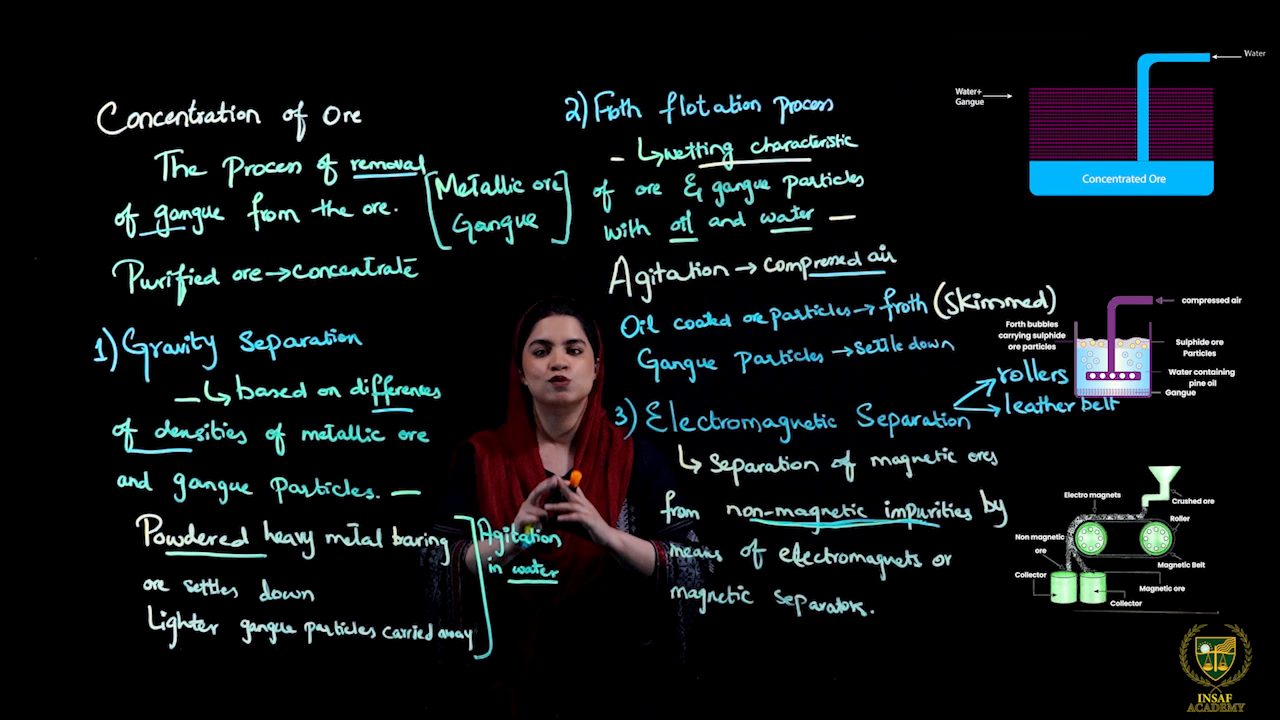 Concentration of Ore
The Process of removal
of gangue from the ore.
[Metallic ore
Gangue]
Purified ore → concentrate
1) Gravity Separation
↳ based on differences
of densities of metallic ore
and gangue Particles.
Powdered heavy metal baring
ore settles down
Lighter gangue particles carried away
Agitation
in water
2) Froth flotation process
↳ wetting characteristic
of ore & gangue particles
with oil and water
Agitation → compressed air
Oil coated ore particles → froth (skimmed)
Gangue Particles → settle down
3) Electromagnetic Separation
→ rollers
→ leather belt
↳ Separation of magnetic ores
from non-magnetic impurities by
means of electromagnets or
magnetic separators.
Water
Water+
Gangue
Concentrated Ore
compressed air
Forth bubbles
carrying sulphide
ore particles
Sulphide ore
Particles
Water containing
pine oil
Gangue
Electro magnets
Crushed ore
Roller
Non magnetic
ore
Magnetic Belt
Collector
Magnetic ore
Collector
INSAF
ACADEMY